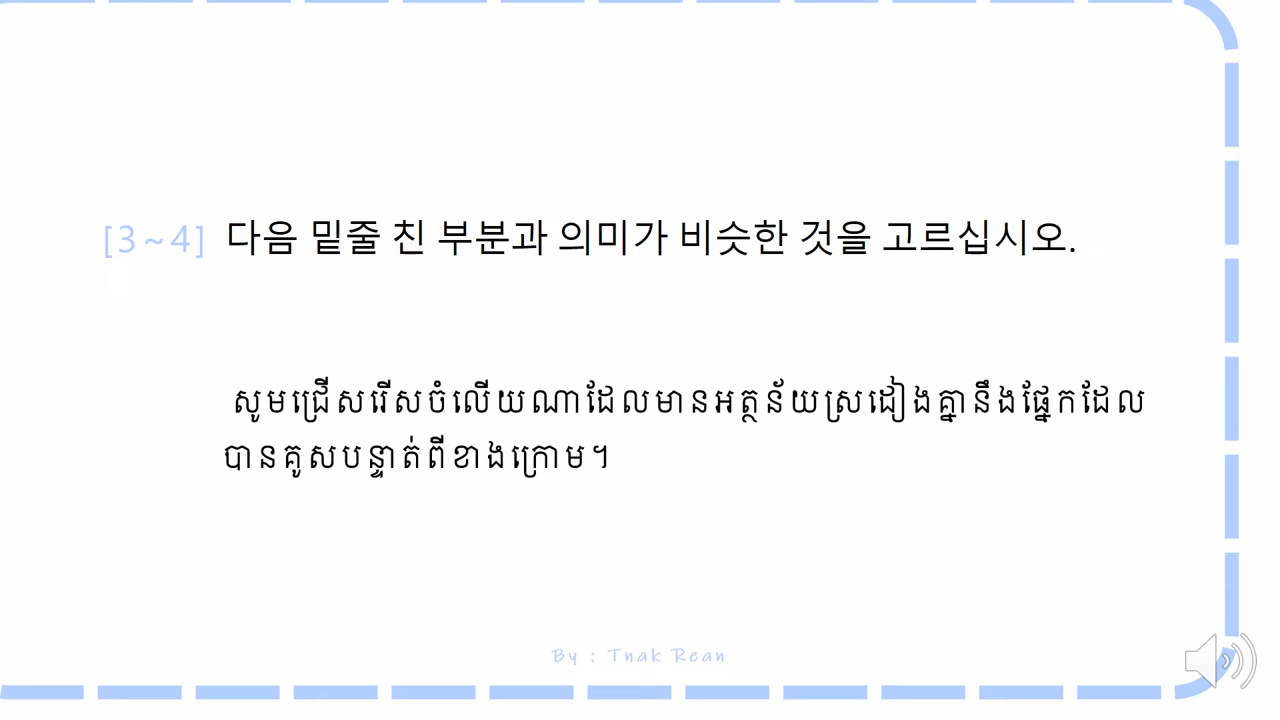 [3~4] 다음 밑줄 친 부분과 의미가 비슷한 것을 고르십시오.
សូមជ្រើសរើសចំលើយណាដែលមានអត្ថន័យស្រដៀងគ្នានឹងផ្នែកដែល
បានគូសបន្ទាត់ពីខាងក្រោម។
By : Tnak Rean